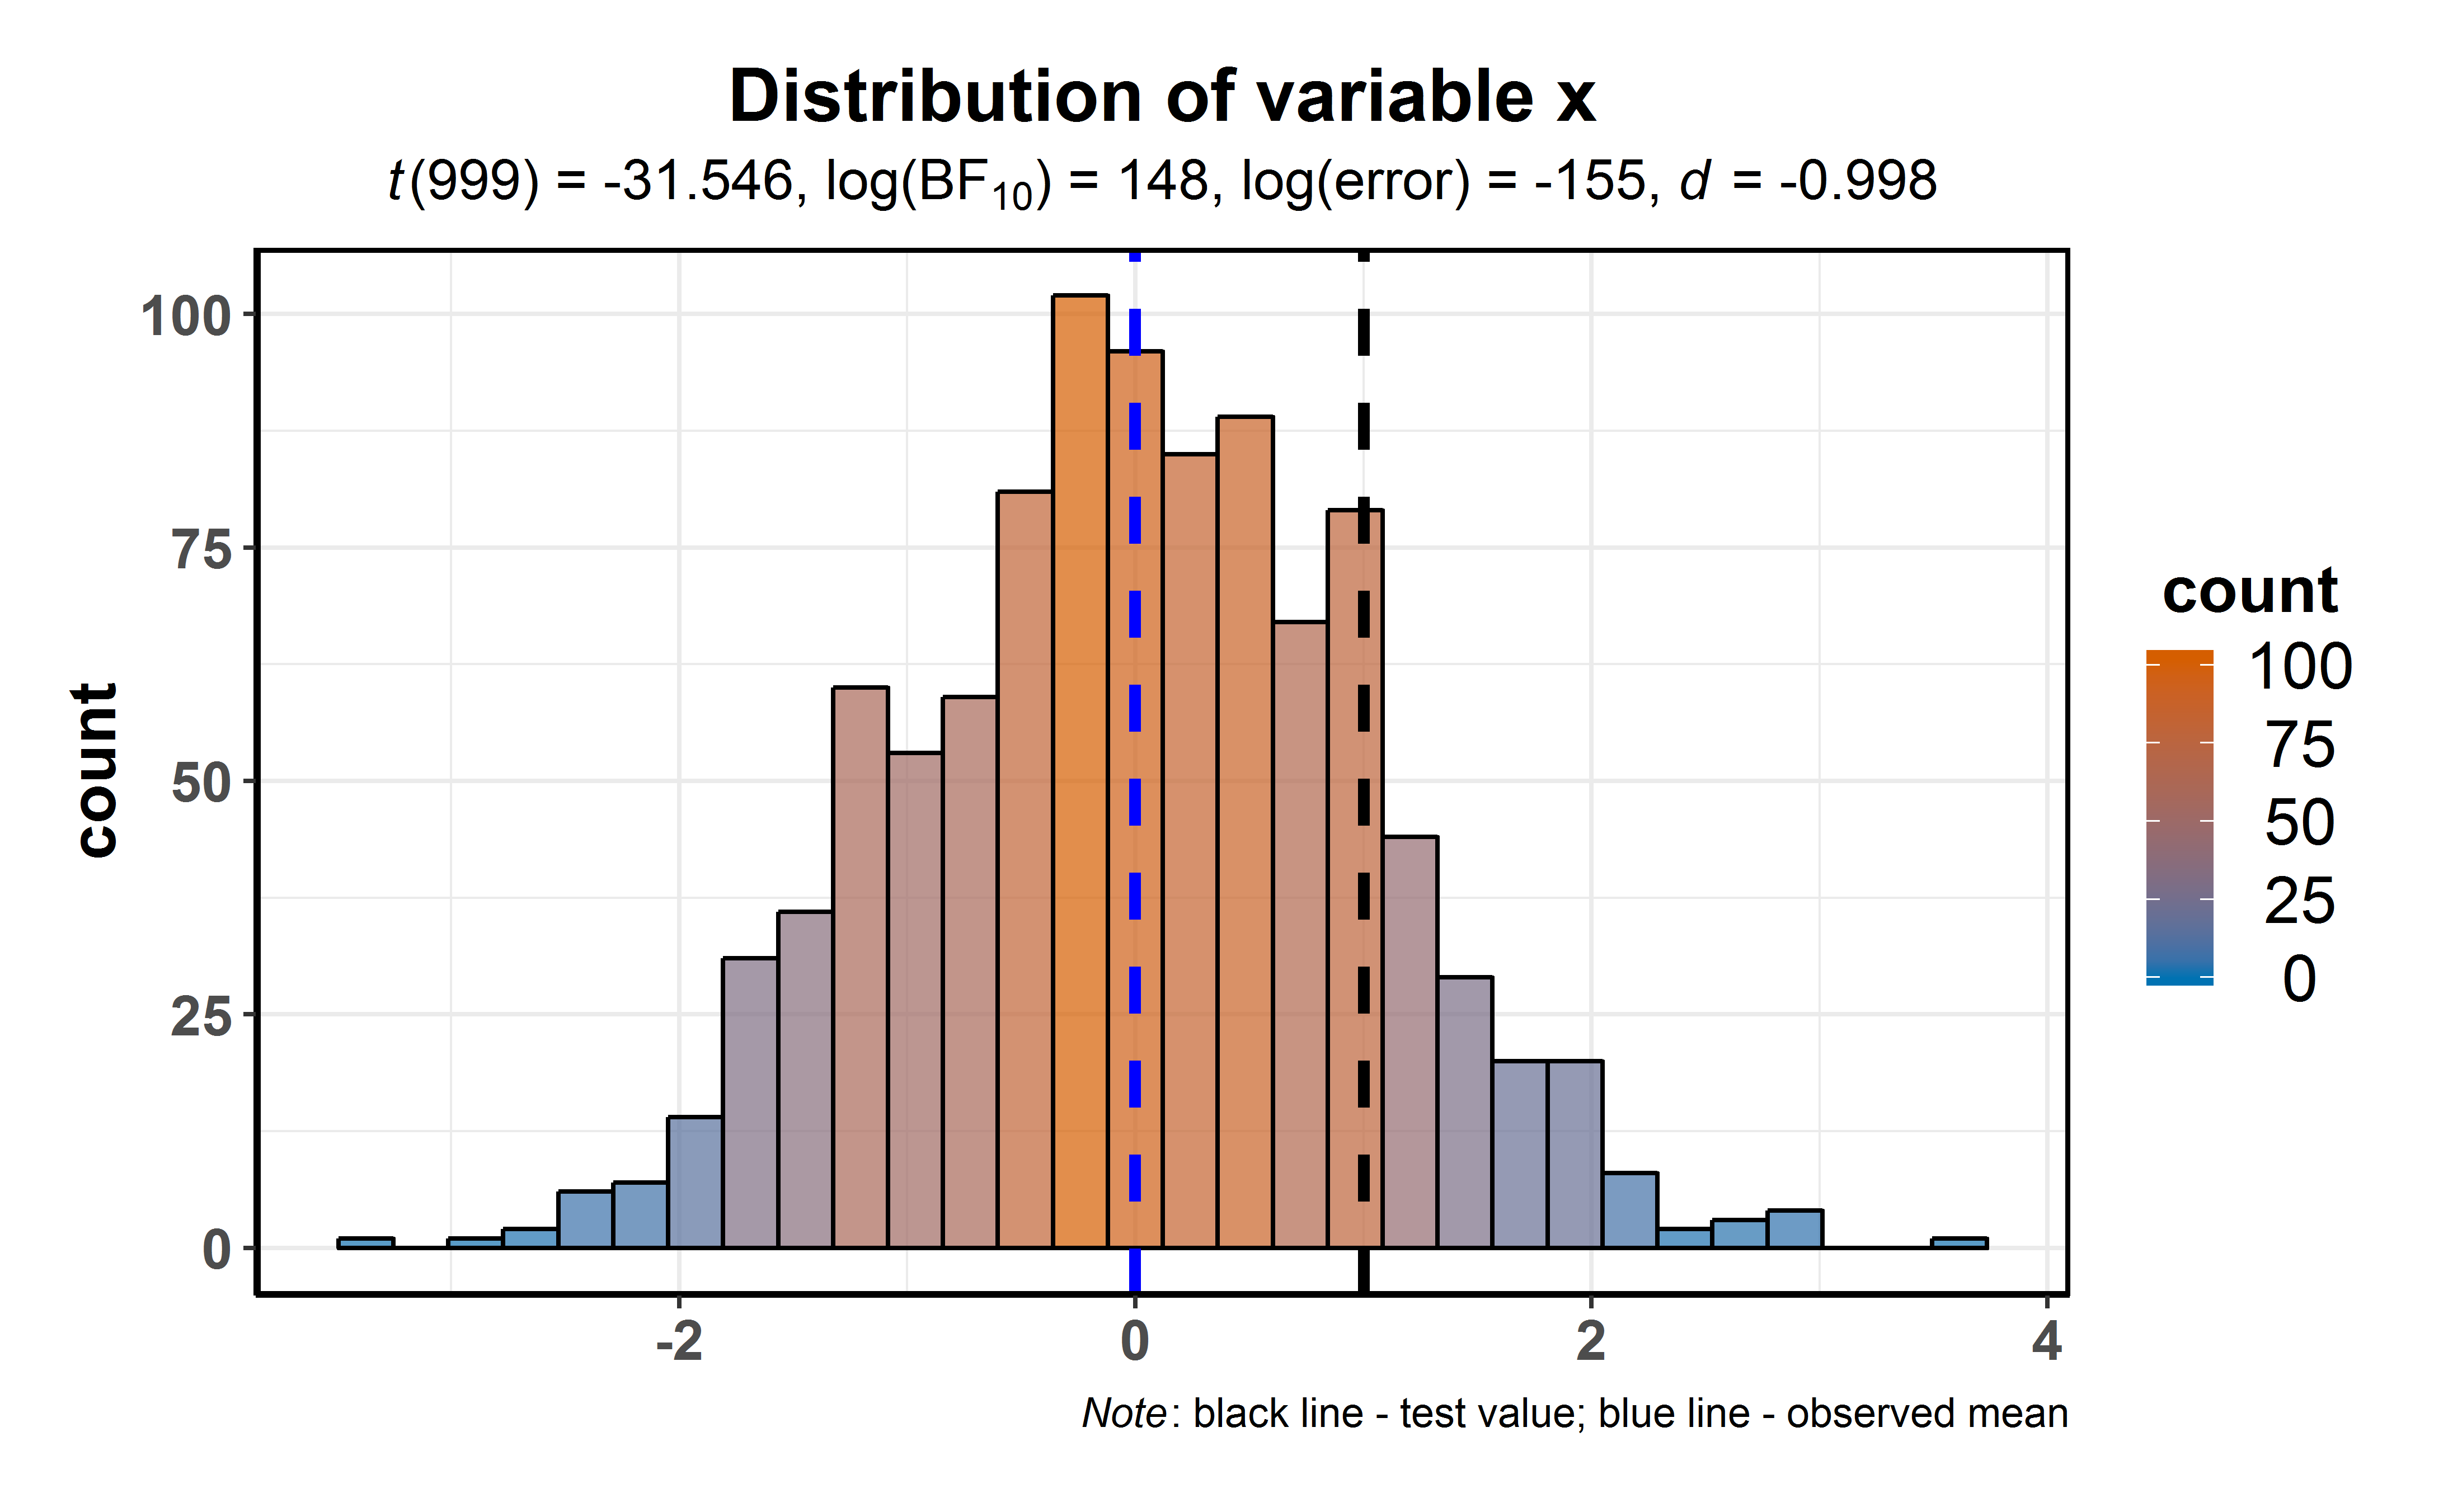 Distribution of variable x
t(999) = -31.546, log(BF₁₀) = 148, log(error) = -155, d = -0.998
count
100
75
50
25
0
-2 0 2 4
count
100
75
50
25
0
Note: black line - test value; blue line - observed mean